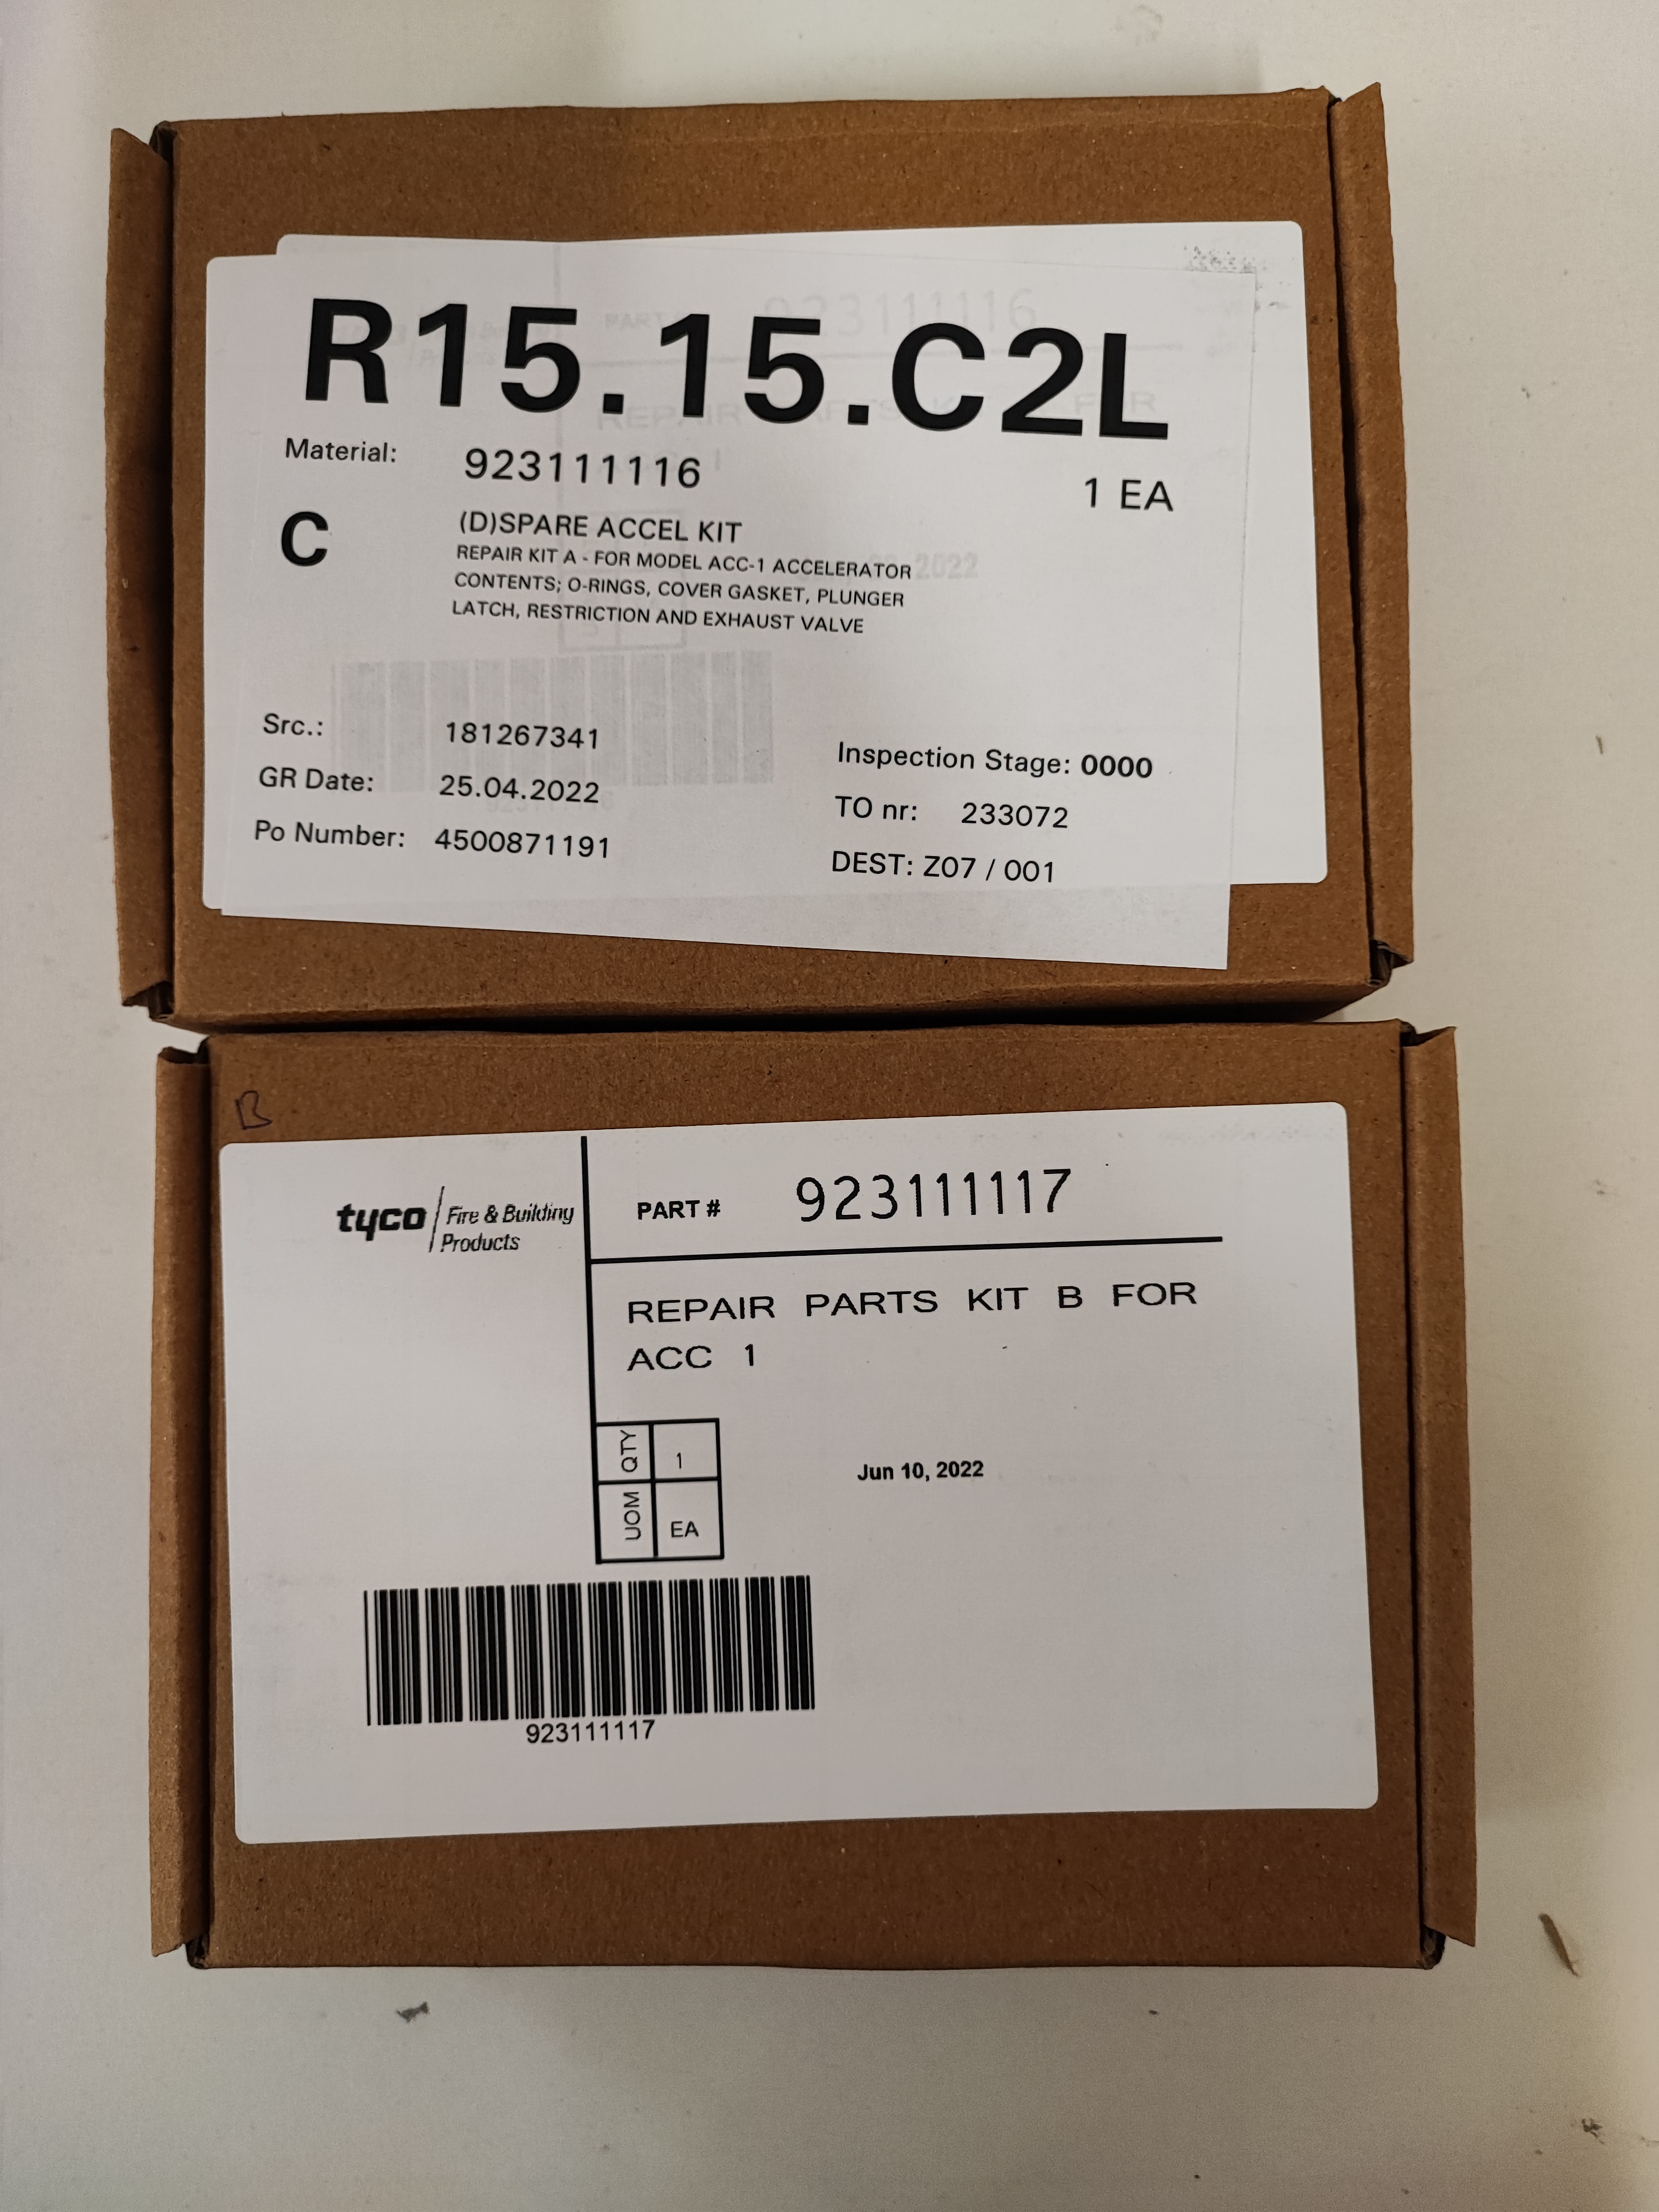 R15.15.C2L
Material: 923111116 1 EA
C (D)SPARE ACCEL KIT
REPAIR KIT A - FOR MODEL ACC-1 ACCELERATOR
CONTENTS; O-RINGS, COVER GASKET, PLUNGER
LATCH, RESTRICTION AND EXHAUST VALVE
Src.: 181267341
GR Date: 25.04.2022
Po Number: 4500871191
Inspection Stage: 0000
TO nr: 233072
DEST: Z07 / 001
B
tyco Fire & Building
Products
PART # 923111117
REPAIR PARTS KIT B FOR
ACC 1
QTY 1
UOM EA
Jun 10, 2022
923111117